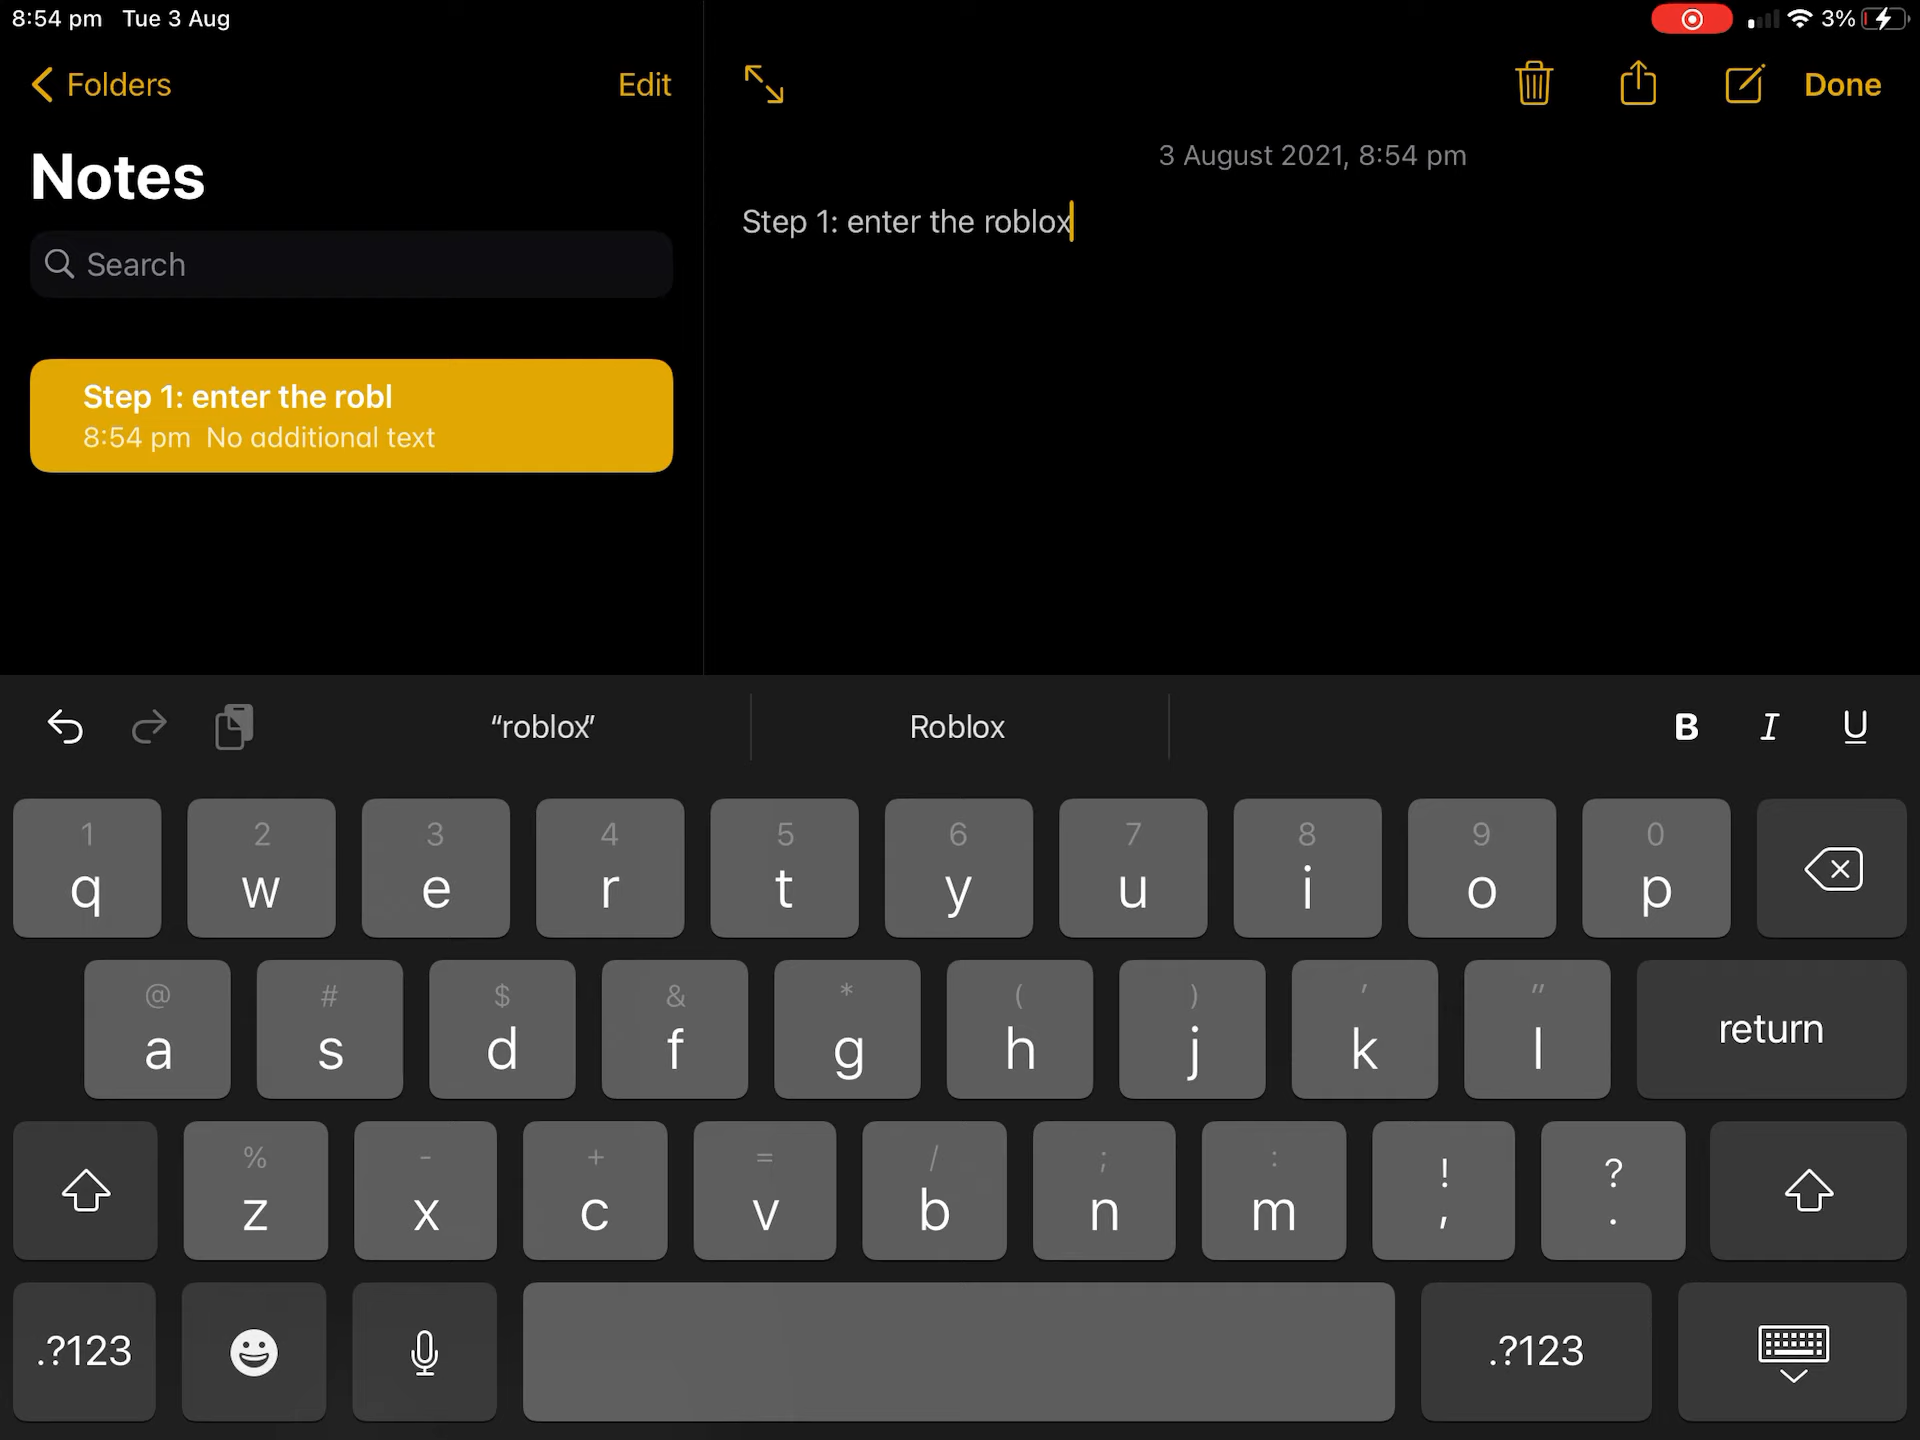 8:54 pm Tue 3 Aug
3%
Folders
Edit
Done
3 August 2021, 8:54 pm
Notes
Step 1: enter the roblox
Search
Step 1: enter the robl
8:54 pm No additional text
“roblox” Roblox
B I U
1 2 3 4 5 6 7 8 9 0
q w e r t y u i o p
@ # $ & * ( ) ' "
a s d f g h j k l
return
% - + = / ; : ! ?
z x c v b n m , .
.?123
.?123